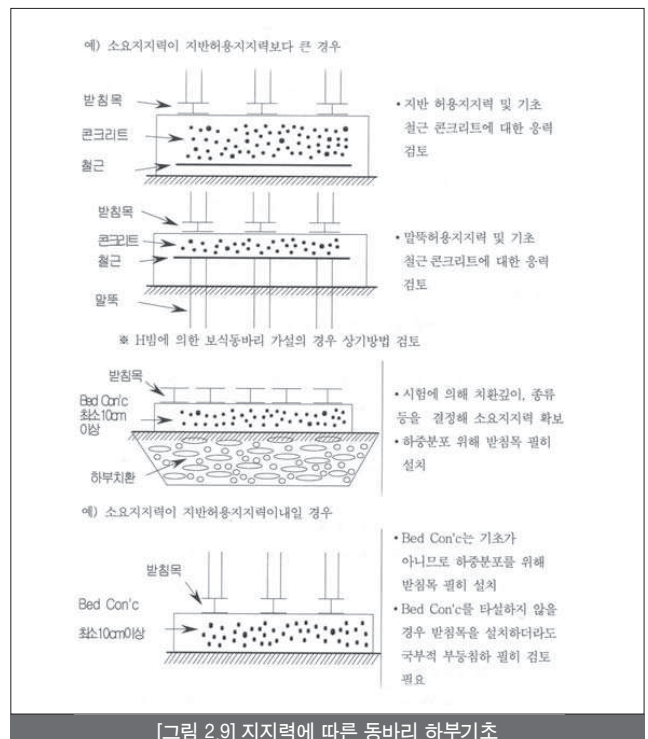 예) 소요지지력이 지반허용지지력보다 큰 경우
받침목
콘크리트
철근
• 지반 허용지지력 및 기초
철근 콘크리트에 대한 응력
검토
받침목
콘크리트
철근
말뚝
• 말뚝허용지지력 및 기초
철근 콘크리트에 대한 응력
검토
※ H빔에 의한 보식동바리 가설의 경우 상기방법 검토
받침목
Bed Con'c
최소10cm
이상
하부치환
• 시험에 의해 치환깊이, 종류
등을 결정해 소요지지력 확보
• 하중분포 위해 받침목 필히
설치
예) 소요지지력이 지반허용지지력이내일 경우
받침목
Bed Con'c
최소10cm이상
• Bed Con'c는 기초가
아니므로 하중분포를 위해
받침목 필히 설치
• Bed Con'c를 타설하지 않을
경우 받침목을 설치하더라도
국부적 부등침하 필히 검토
필요
[그림 2.9] 지지력에 따른 동바리 하부기초